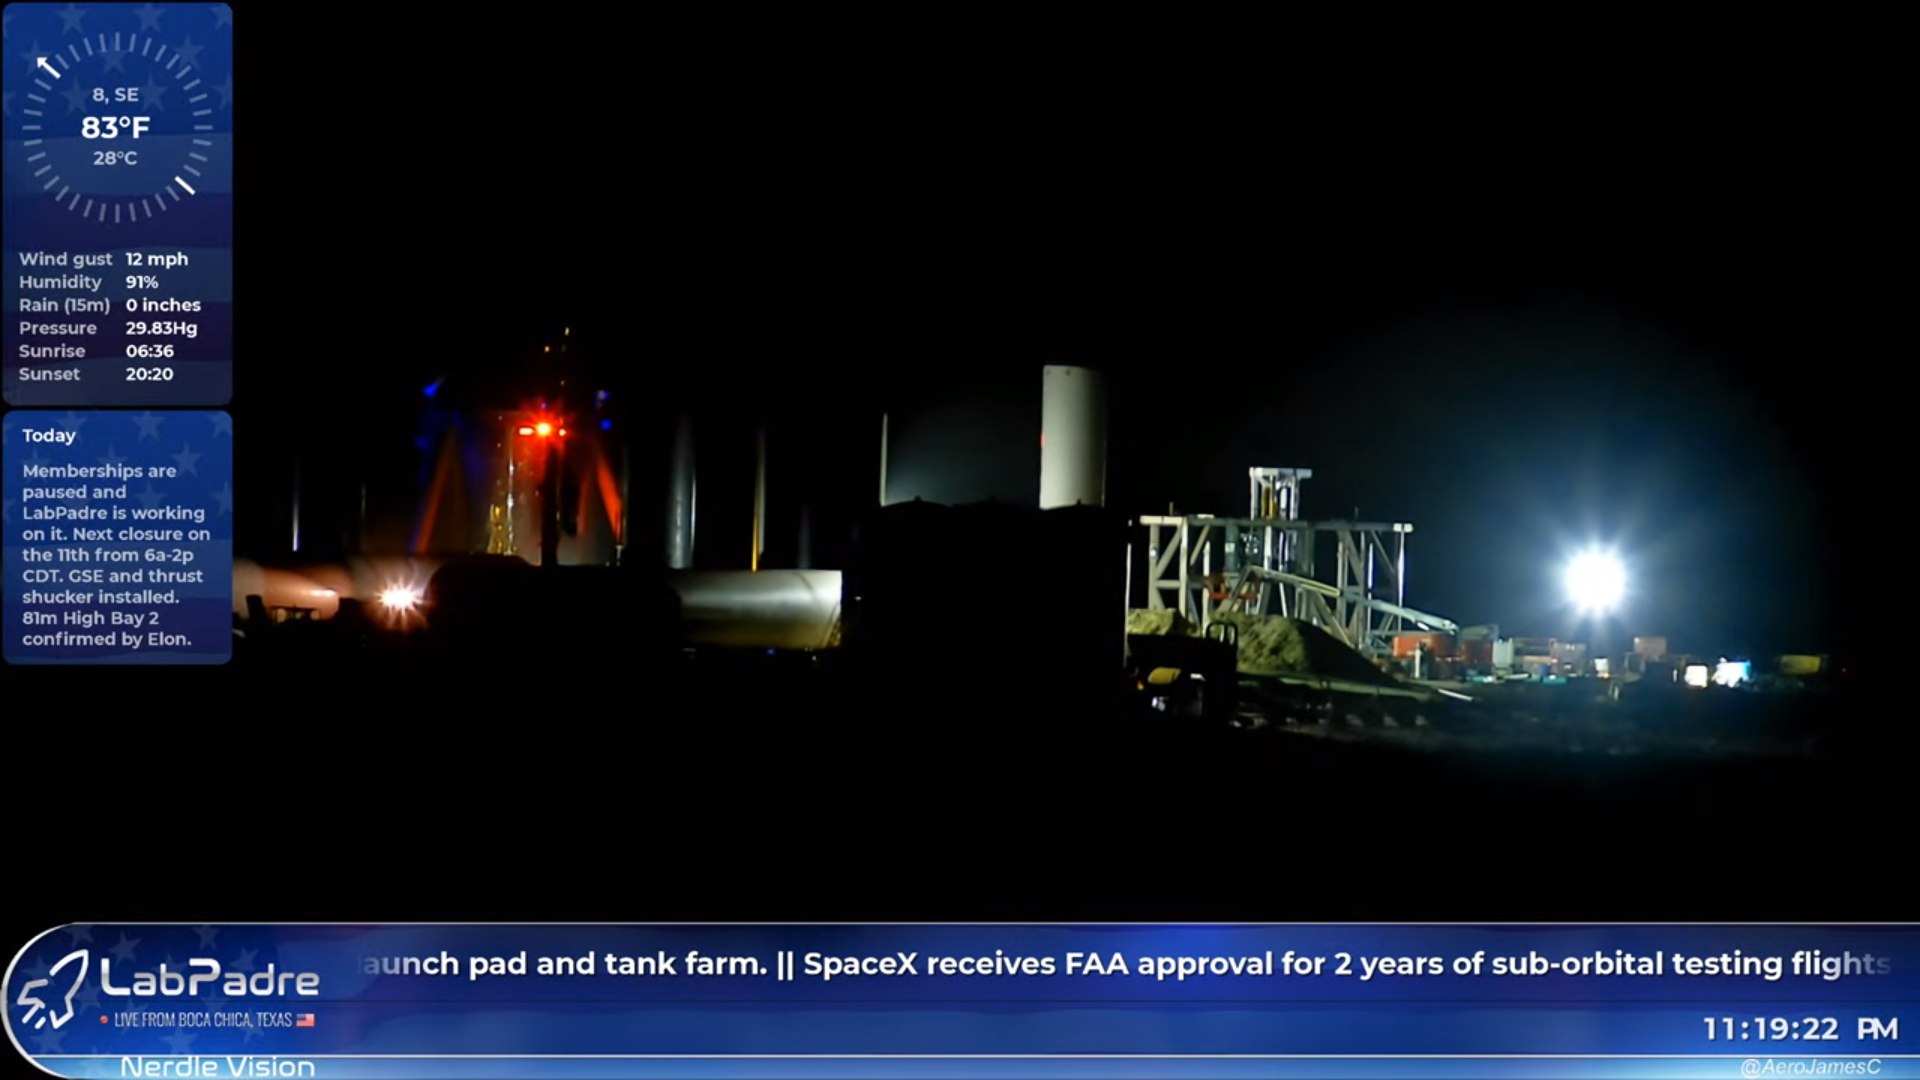 8, SE
83°F
28°C
Wind gust 12 mph
Humidity 91%
Rain (15m) 0 inches
Pressure 29.83Hg
Sunrise 06:36
Sunset 20:20
Today
Memberships are
paused and
LabPadre is working
on it. Next closure on
the 11th from 6a-2p
CDT. GSE and thrust
shucker installed.
81m High Bay 2
confirmed by Elon.
aunch pad and tank farm. || SpaceX receives FAA approval for 2 years of sub-orbital testing flights
LabPadre
LIVE FROM BOCA CHICA, TEXAS
11:19:22 PM
Nerdle Vision
@AeroJamesC